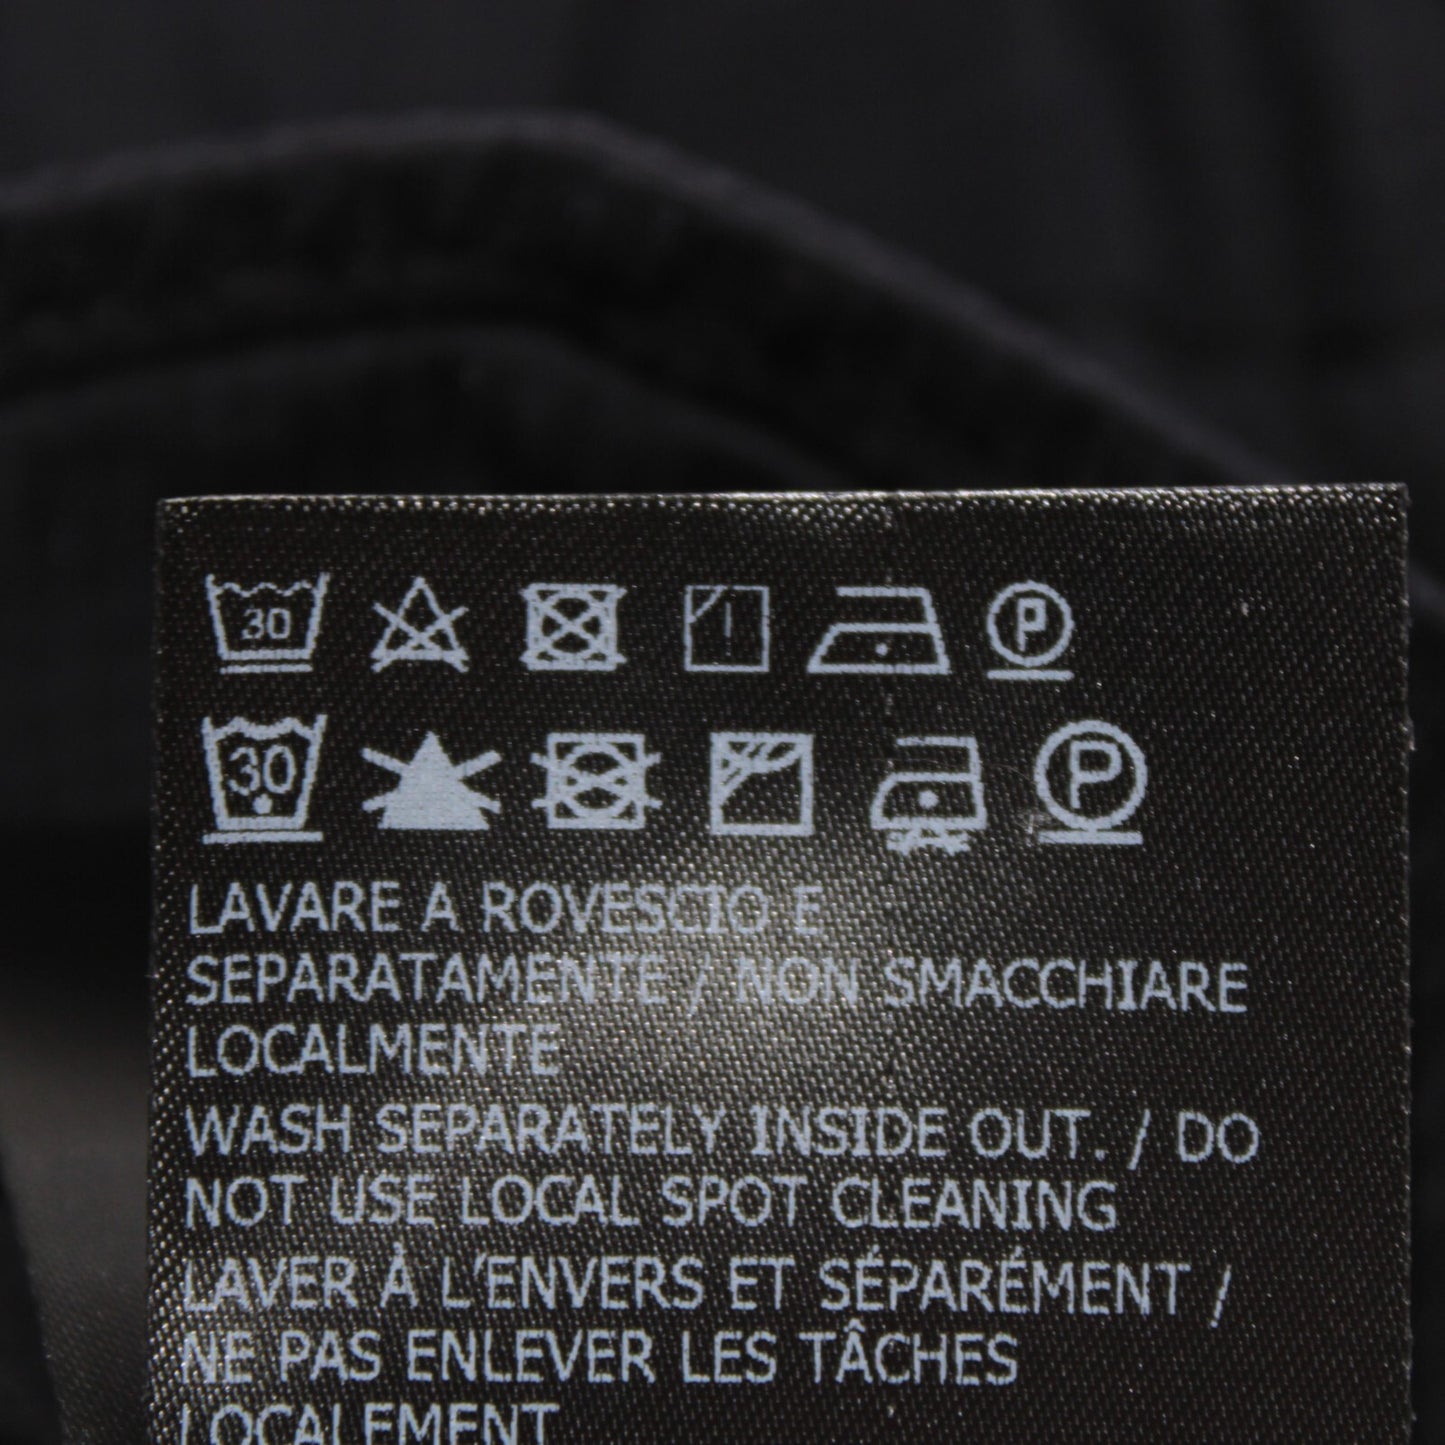 30 P
30 P
LAVARE A ROVESCIO E
SEPARATAMENTE / NON SMACCHIARE
LOCALMENTE
WASH SEPARATELY INSIDE OUT. / DO
NOT USE LOCAL SPOT CLEANING
LAVER À L'ENVERS ET SÉPARÉMENT /
NE PAS ENLEVER LES TÂCHES
LOCALEMENT